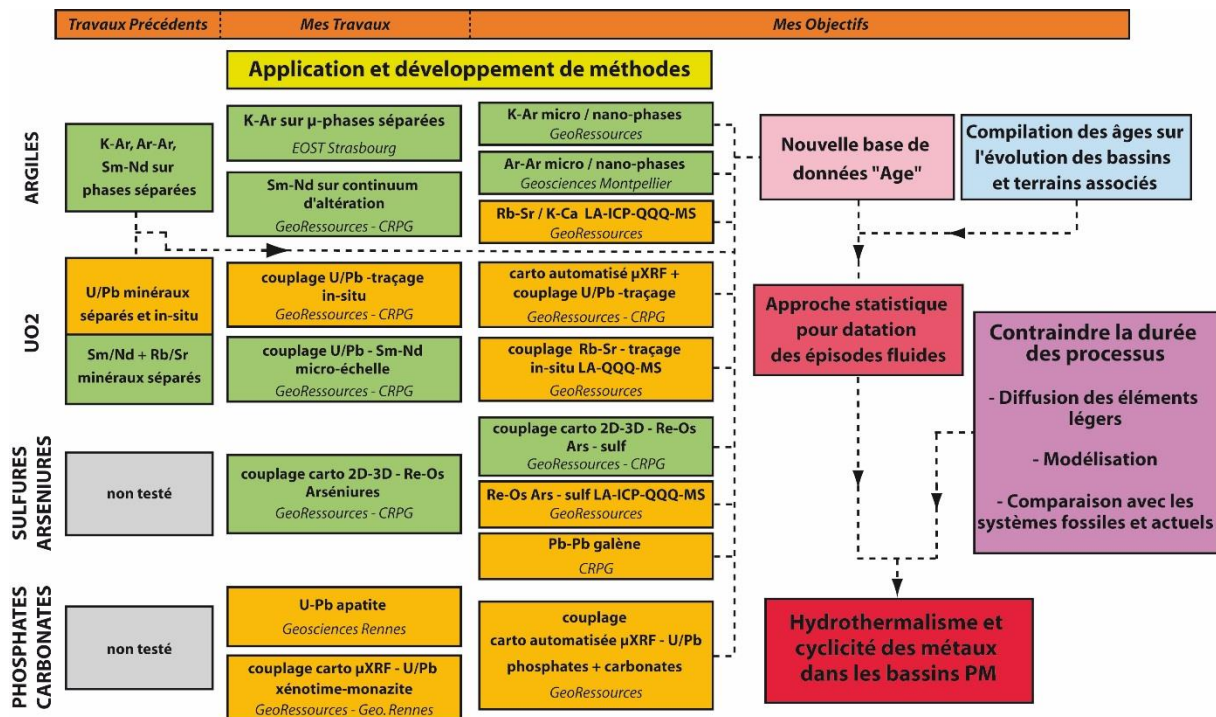 Travaux Précédents
Mes Travaux
Mes Objectifs
Application et développement de méthodes
ARGILES
K-Ar, Ar-Ar,
Sm-Nd sur
phases séparées
K-Ar sur µ-phases séparées
EOST Strasbourg
Sm-Nd sur continuum
d'altération
GeoRessources - CRPG
K-Ar micro / nano-phases
GeoRessources
Ar-Ar micro / nano-phases
Geosciences Montpellier
Rb-Sr / K-Ca LA-ICP-QQQ-MS
GeoRessources
Nouvelle base de
données "Age"
Compilation des âges sur
l'évolution des bassins
et terrains associés
UO2
U/Pb minéraux
séparés et in-situ
Sm/Nd + Rb/Sr
minéraux séparés
couplage U/Pb -traçage
in-situ
GeoRessources - CRPG
couplage U/Pb - Sm-Nd
micro-échelle
GeoRessources - CRPG
carto automatisé µXRF +
couplage U/Pb -traçage
GeoRessources - CRPG
couplage Rb-Sr - traçage
in-situ LA-QQQ-MS
GeoRessources
Approche statistique
pour datation
des épisodes fluides
Contraindre la durée
des processus
- Diffusion des éléments
légers
- Modélisation
- Comparaison avec les
systèmes fossiles et actuels
SULFURES
ARSENIURES
non testé
couplage carto 2D-3D - Re-Os
Arséniures
GeoRessources - CRPG
couplage carto 2D-3D - Re-Os
Ars - sulf
GeoRessources - CRPG
Re-Os Ars - sulf LA-ICP-QQQ-MS
GeoRessources
Pb-Pb galène
CRPG
PHOSPHATES
CARBONATES
non testé
U-Pb apatite
Geosciences Rennes
couplage carto µXRF - U/Pb
xénotime-monazite
GeoRessources - Geo. Rennes
couplage
carto automatisée µXRF - U/Pb
phosphates + carbonates
GeoRessources
Hydrothermalisme et
cyclicité des métaux
dans les bassins PM